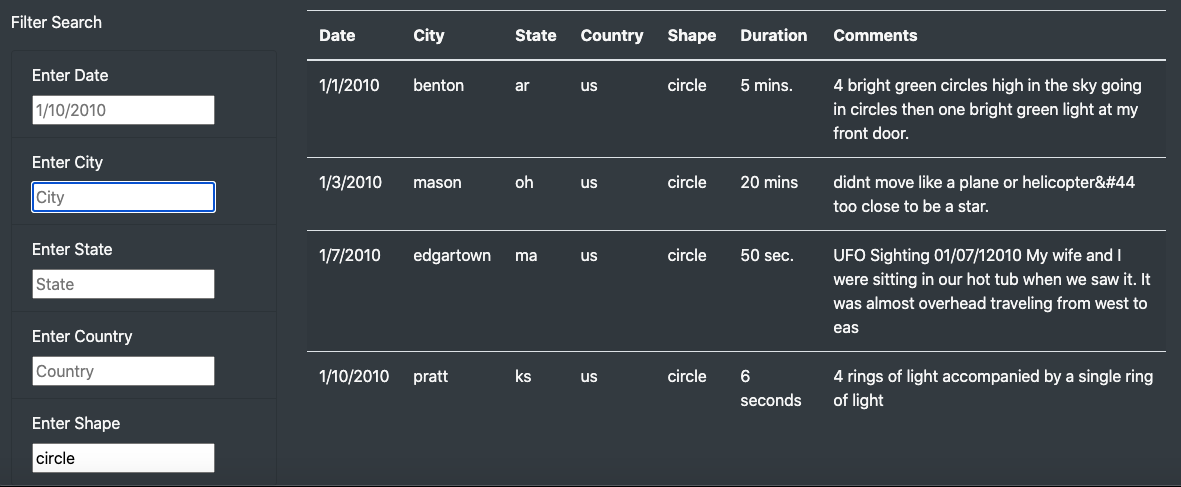 Filter Search
Enter Date
1/10/2010
Enter City
City
Enter State
State
Enter Country
Country
Enter Shape
circle
Date City State Country Shape Duration Comments
1/1/2010 benton ar us circle 5 mins. 4 bright green circles high in the sky going
in circles then one bright green light at my
front door.
1/3/2010 mason oh us circle 20 mins didnt move like a plane or helicopter&#44
too close to be a star.
1/7/2010 edgartown ma us circle 50 sec. UFO Sighting 01/07/12010 My wife and I
were sitting in our hot tub when we saw it. It
was almost overhead traveling from west to
eas
1/10/2010 pratt ks us circle 6 4 rings of light accompanied by a single ring
seconds of light